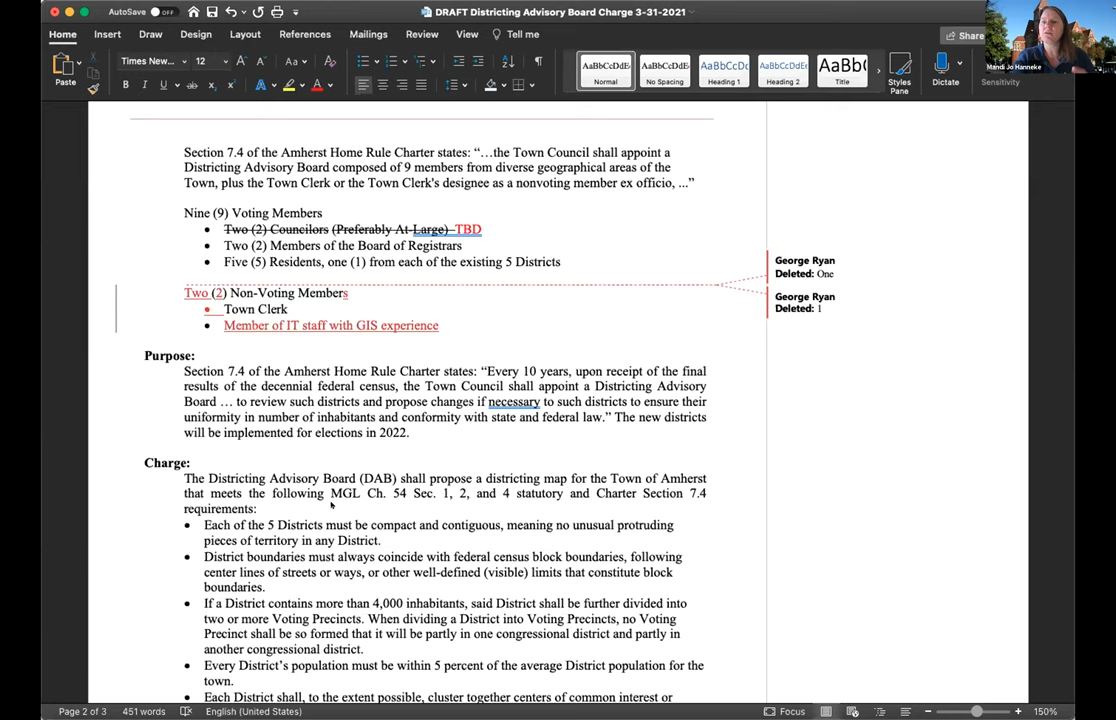 AutoSave OFF
DRAFT Districting Advisory Board Charge 3-31-2021
Home Insert Draw Design Layout References Mailings Review View Tell me
Share
Mandi Jo Hanneke
Paste
Times New... 12
AaBbCcDdE AaBbCcDdE AaBbCcDc AaBbCcDdE AaBb(
Normal No Spacing Heading 1 Heading 2 Title
Styles Pane
Dictate
Sensitivity
Section 7.4 of the Amherst Home Rule Charter states: “…the Town Council shall appoint a
Districting Advisory Board composed of 9 members from diverse geographical areas of the
Town, plus the Town Clerk or the Town Clerk's designee as a nonvoting member ex officio, ...”
Nine (9) Voting Members
• Two (2) Councilors (Preferably At-Large) TBD
• Two (2) Members of the Board of Registrars
• Five (5) Residents, one (1) from each of the existing 5 Districts
George Ryan
Deleted: One
Two (2) Non-Voting Members
George Ryan
Deleted: 1
• Town Clerk
• Member of IT staff with GIS experience
Purpose:
Section 7.4 of the Amherst Home Rule Charter states: “Every 10 years, upon receipt of the final
results of the decennial federal census, the Town Council shall appoint a Districting Advisory
Board … to review such districts and propose changes if necessary to such districts to ensure their
uniformity in number of inhabitants and conformity with state and federal law.” The new districts
will be implemented for elections in 2022.
Charge:
The Districting Advisory Board (DAB) shall propose a districting map for the Town of Amherst
that meets the following MGL Ch. 54 Sec. 1, 2, and 4 statutory and Charter Section 7.4
requirements:
• Each of the 5 Districts must be compact and contiguous, meaning no unusual protruding
pieces of territory in any District.
• District boundaries must always coincide with federal census block boundaries, following
center lines of streets or ways, or other well-defined (visible) limits that constitute block
boundaries.
• If a District contains more than 4,000 inhabitants, said District shall be further divided into
two or more Voting Precincts. When dividing a District into Voting Precincts, no Voting
Precinct shall be so formed that it will be partly in one congressional district and partly in
another congressional district.
• Every District’s population must be within 5 percent of the average District population for the
town.
• Each District shall, to the extent possible, cluster together centers of common interest or
Page 2 of 3 451 words English (United States) Focus 150%